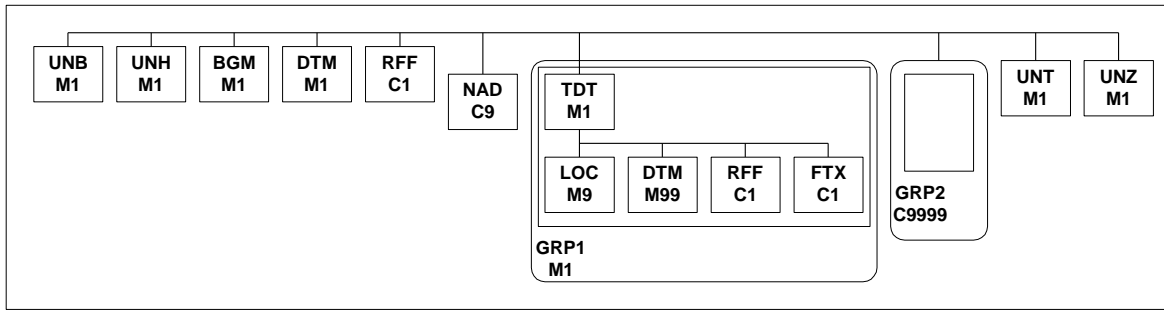 UNB
M1
UNH
M1
BGM
M1
DTM
M1
RFF
C1
NAD
C9
TDT
M1
LOC
M9
DTM
M99
RFF
C1
FTX
C1
GRP1
M1
GRP2
C9999
UNT
M1
UNZ
M1